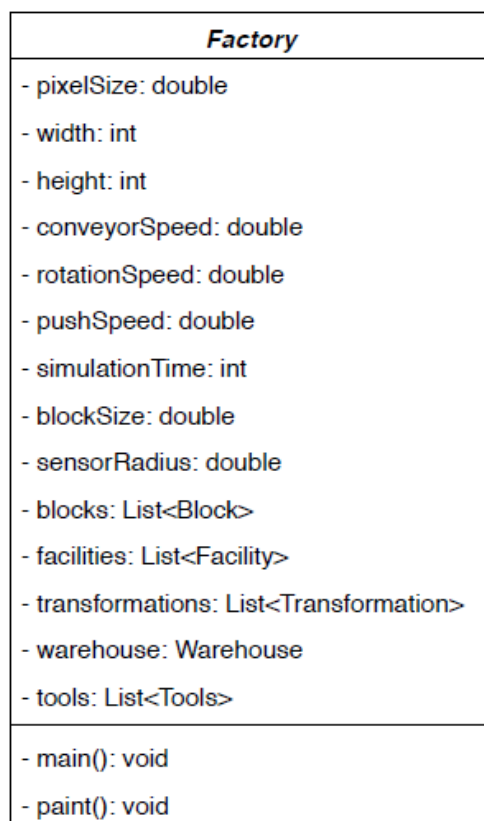 Factory
- pixelSize: double
- width: int
- height: int
- conveyorSpeed: double
- rotationSpeed: double
- pushSpeed: double
- simulationTime: int
- blockSize: double
- sensorRadius: double
- blocks: List<Block>
- facilities: List<Facility>
- transformations: List<Transformation>
- warehouse: Warehouse
- tools: List<Tools>
- main(): void
- paint(): void